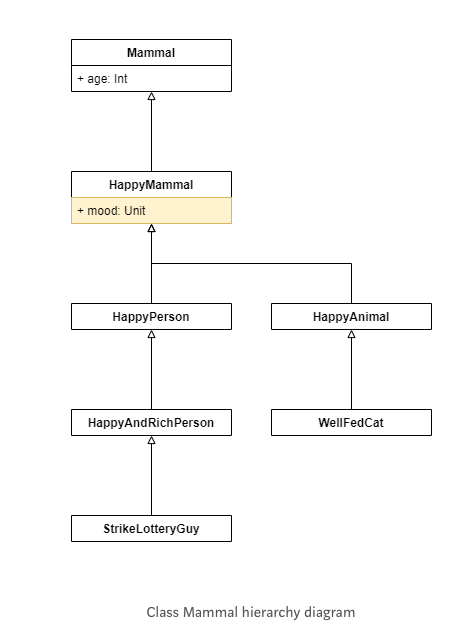 Mammal
+ age: Int
HappyMammal
+ mood: Unit
HappyPerson
HappyAnimal
HappyAndRichPerson
WellFedCat
StrikeLotteryGuy
Class Mammal hierarchy diagram